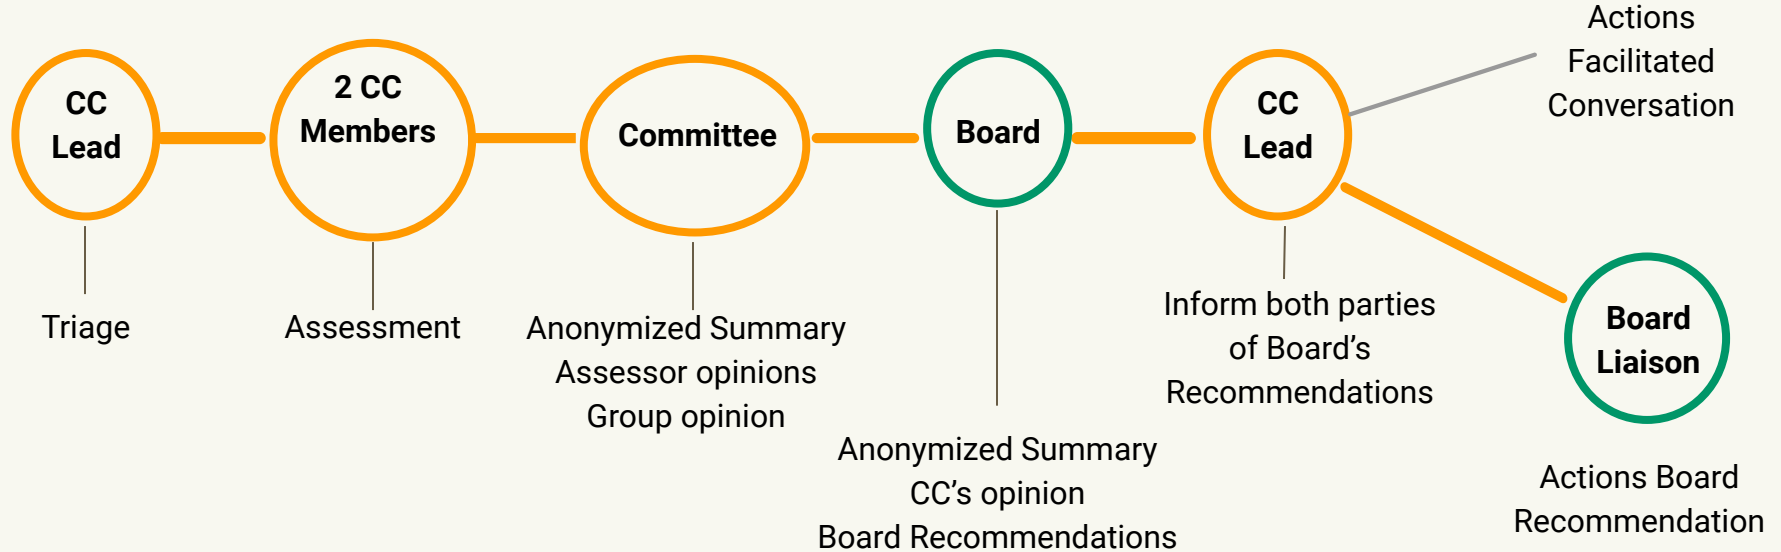 CC
Lead
2 CC
Members
Committee
Board
CC
Lead
Actions
Facilitated
Conversation
Triage
Assessment
Anonymized Summary
Assessor opinions
Group opinion
Anonymized Summary
CC’s opinion
Board Recommendations
Inform both parties
of Board’s
Recommendations
Board
Liaison
Actions Board
Recommendation